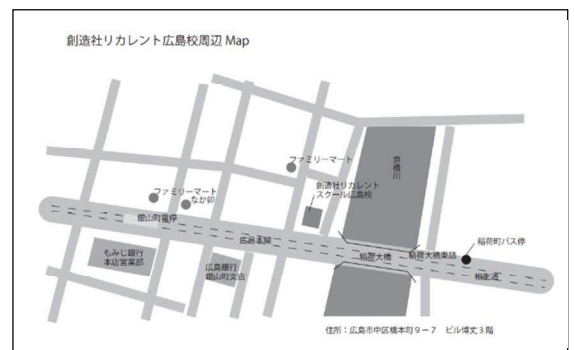 創造社リカレント広島校周辺 Map
ファミリーマート
京橋川
創造社リカレント
スクール広島校
ファミリーマート
なか卯
銀山町電停
広島本線
稲荷町バス停
稲荷大橋東詰
稲荷大橋
もみじ銀行
本店営業部
広島銀行
銀山町支店
相生通
住所：広島市中区橋本町９－７　ビル博丈３階